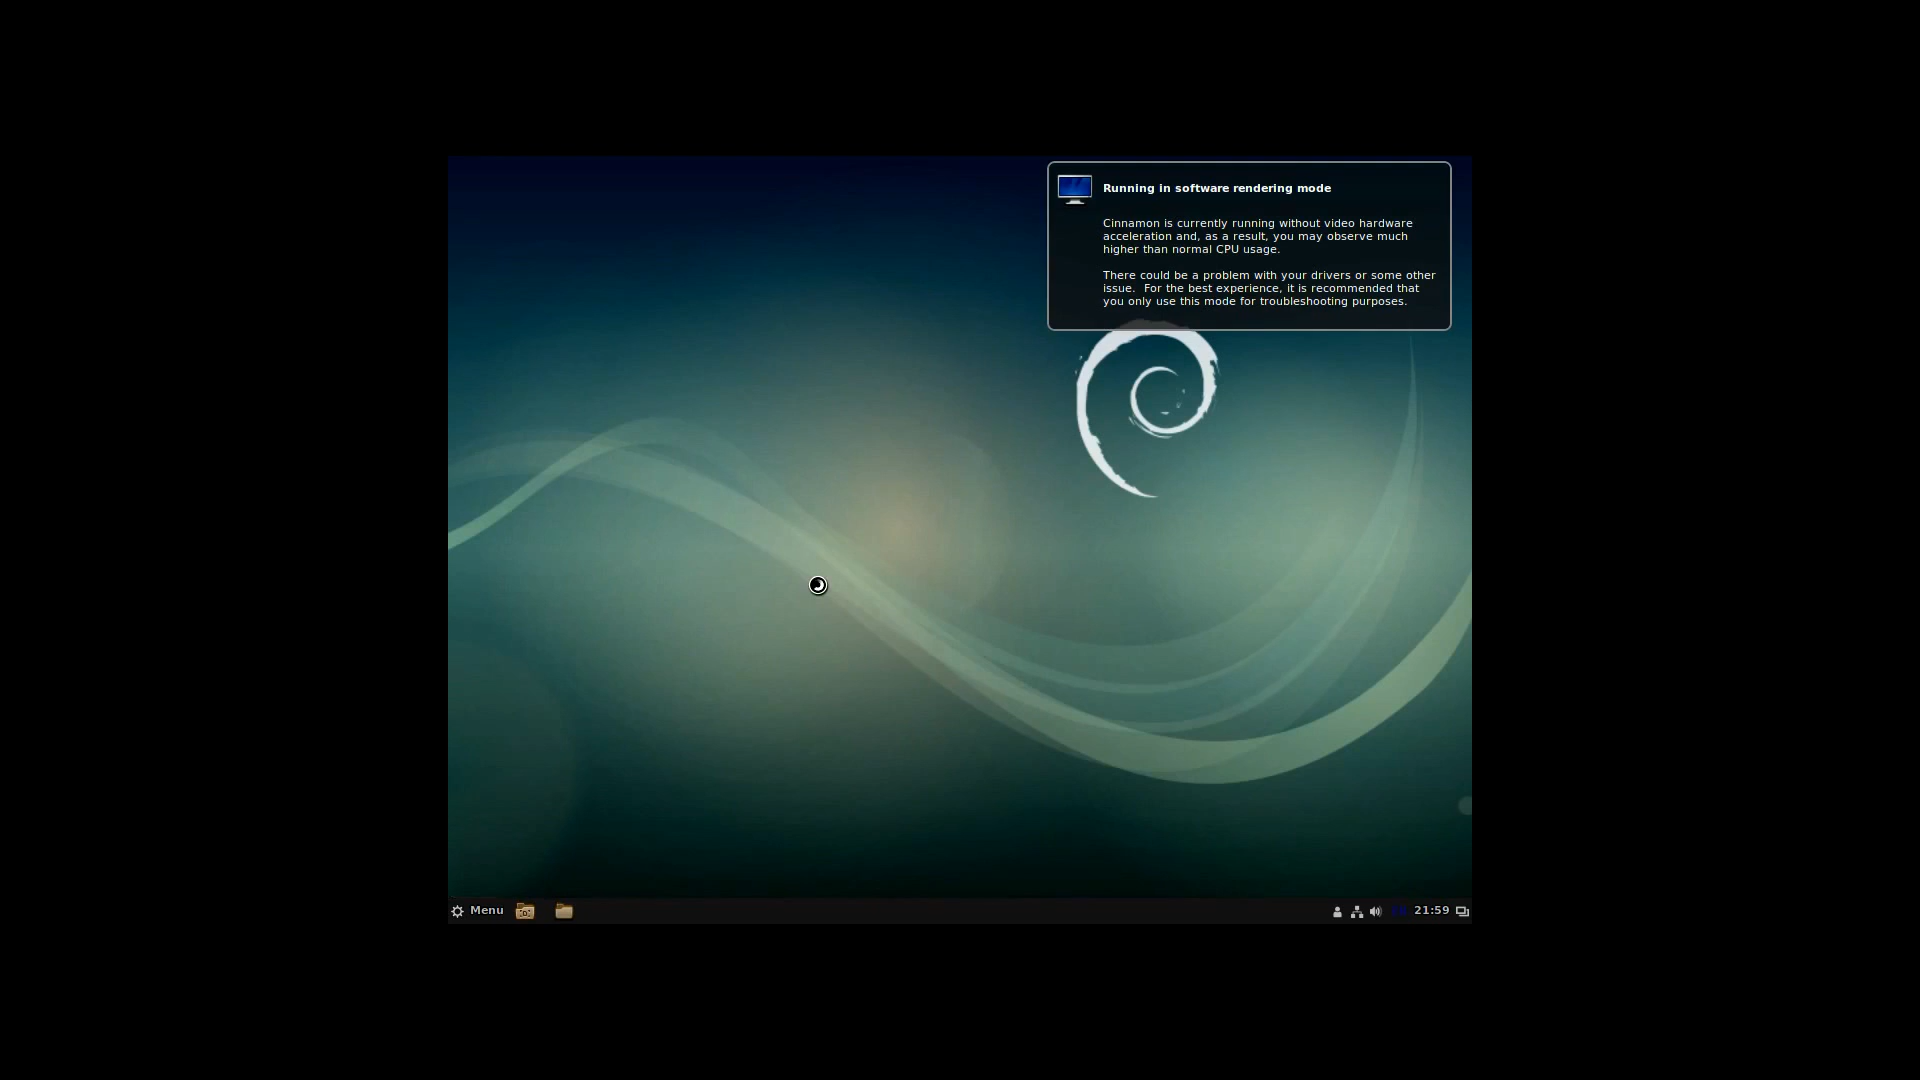 Running in software rendering mode
Cinnamon is currently running without video hardware
acceleration and, as a result, you may observe much
higher than normal CPU usage.
There could be a problem with your drivers or some other
issue.  For the best experience, it is recommended that
you only use this mode for troubleshooting purposes.
Menu
21:59